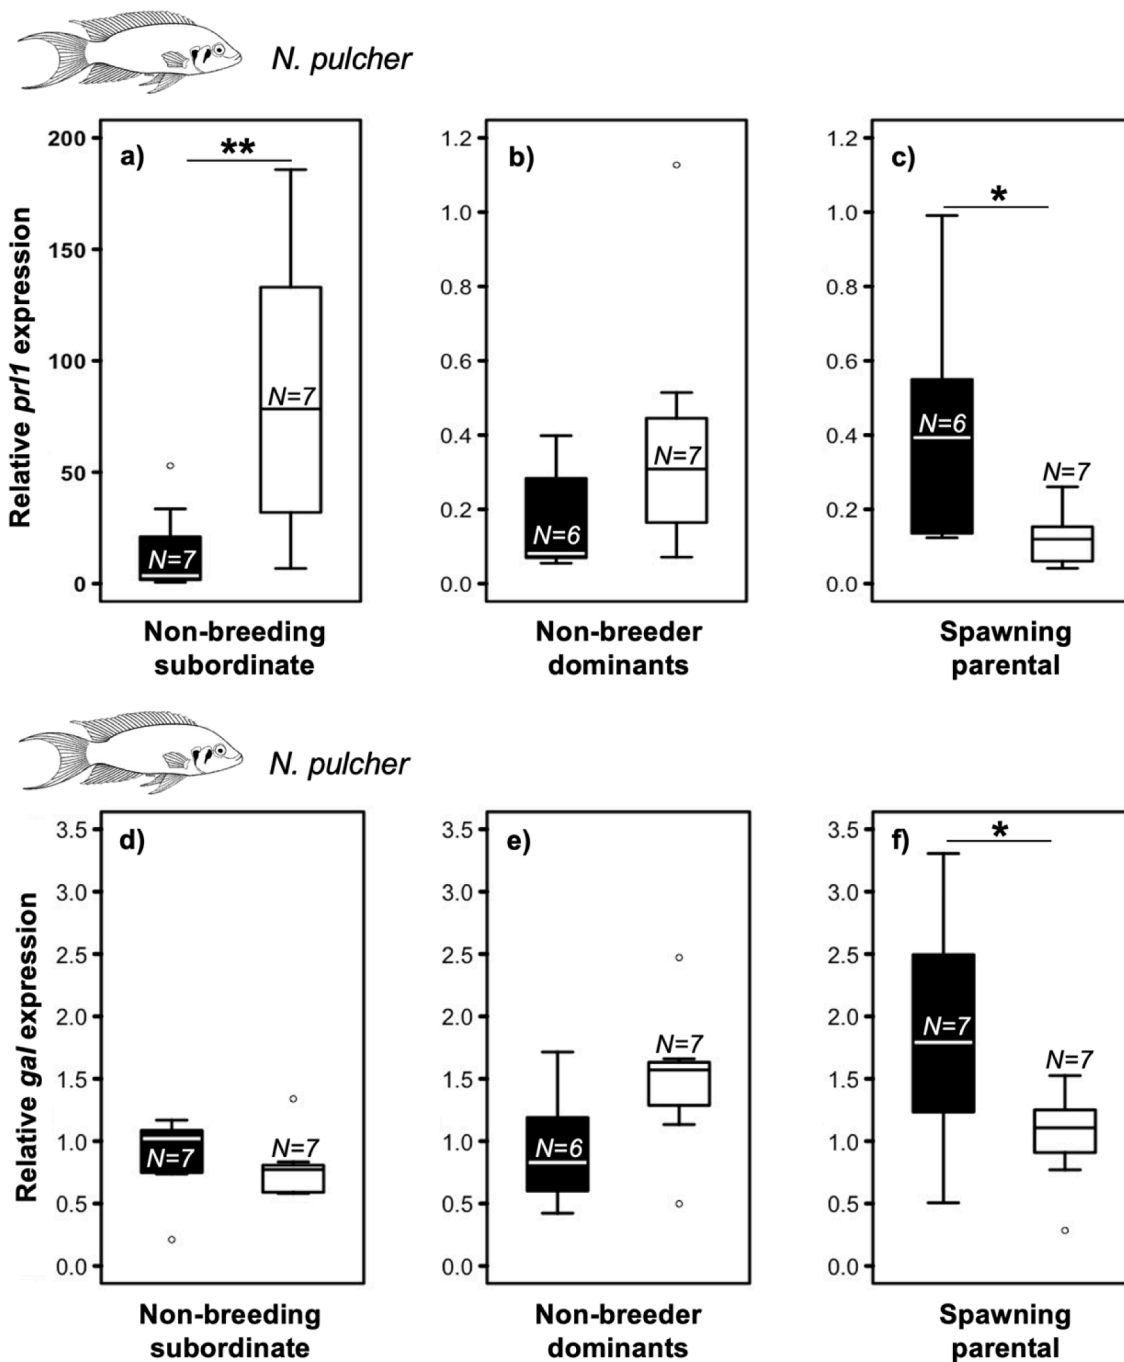 N. pulcher
a)
**
b)
c)
*
200
150
100
50
0
1.2
1.0
0.8
0.6
0.4
0.2
0.0
1.2
1.0
0.8
0.6
0.4
0.2
0.0
Relative prl1 expression
N=7
N=7
N=6
N=7
N=6
N=7
Non-breeding
subordinate
Non-breeder
dominants
Spawning
parental
N. pulcher
d)
e)
f)
*
3.5
3.0
2.5
2.0
1.5
1.0
0.5
0.0
3.5
3.0
2.5
2.0
1.5
1.0
0.5
0.0
3.5
3.0
2.5
2.0
1.5
1.0
0.5
0.0
Relative gal expression
N=7
N=7
N=6
N=7
N=7
N=7
Non-breeding
subordinate
Non-breeder
dominants
Spawning
parental